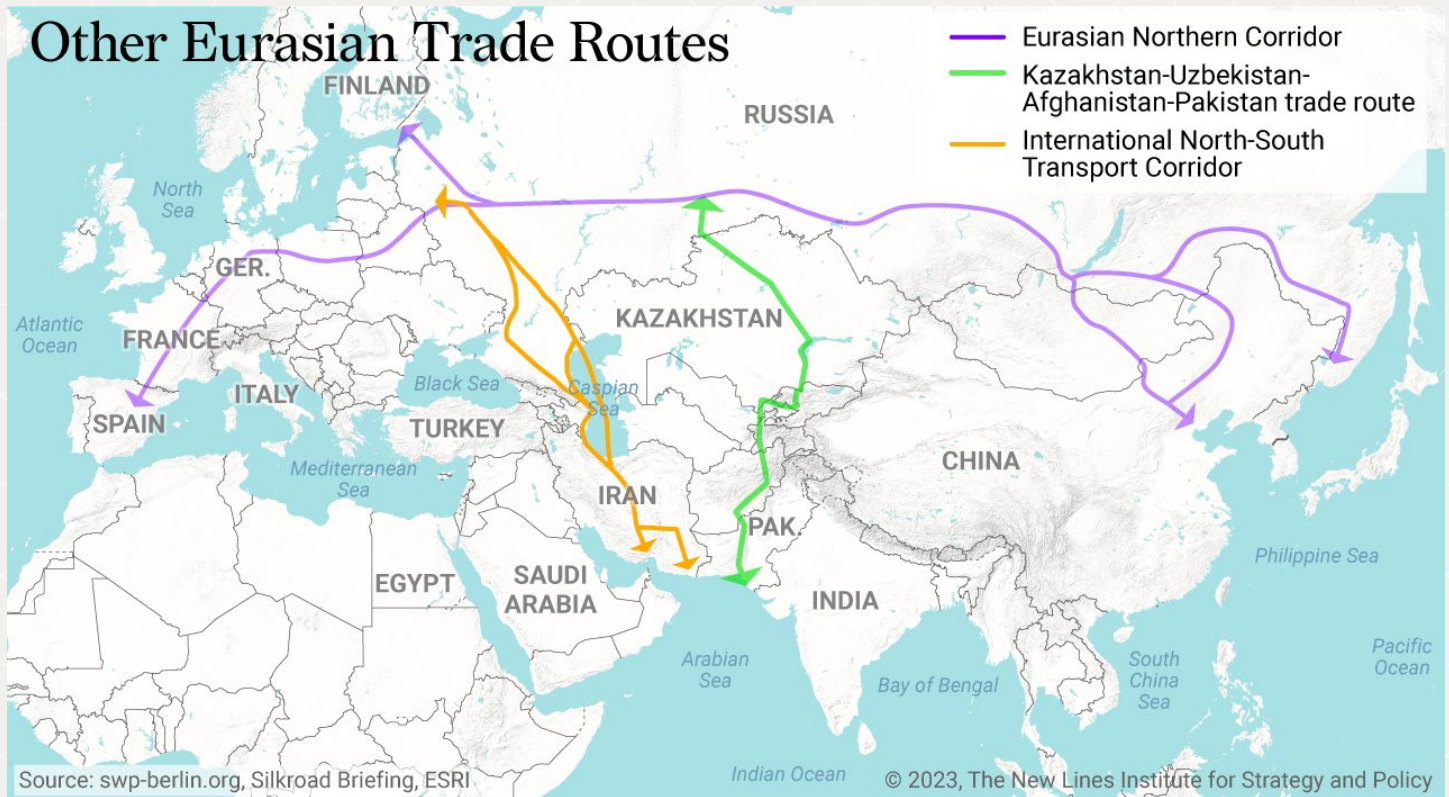 Other Eurasian Trade Routes
Eurasian Northern Corridor
Kazakhstan-Uzbekistan-
Afghanistan-Pakistan trade route
International North-South
Transport Corridor
FINLAND
RUSSIA
North
Sea
GER.
Atlantic
Ocean
FRANCE
KAZAKHSTAN
Black Sea
Caspian
Sea
ITALY
SPAIN
TURKEY
CHINA
Mediterranean
Sea
IRAN
PAK.
Philippine Sea
EGYPT
SAUDI
ARABIA
INDIA
Arabian
Sea
Bay of Bengal
South
China
Sea
Pacific
Ocean
Indian Ocean
Source: swp-berlin.org, Silkroad Briefing, ESRI
© 2023, The New Lines Institute for Strategy and Policy